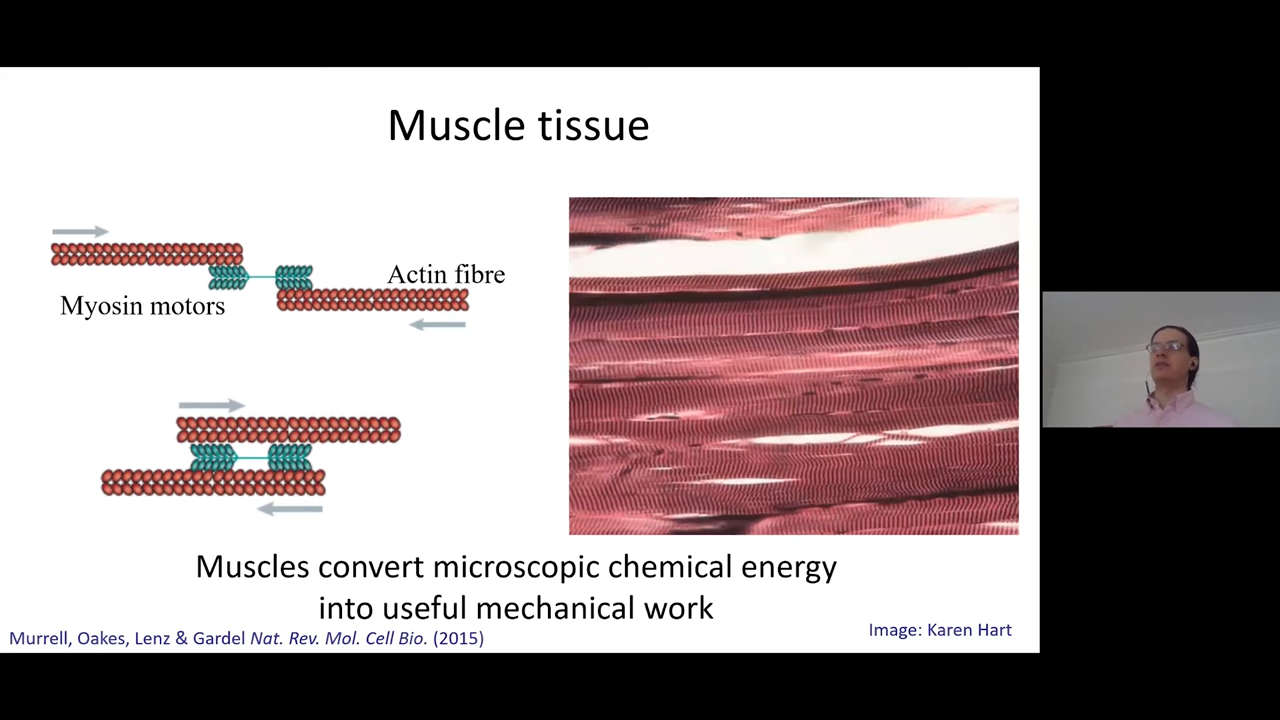 Muscle tissue
Actin fibre
Myosin motors
Muscles convert microscopic chemical energy
into useful mechanical work
Murrell, Oakes, Lenz & Gardel Nat. Rev. Mol. Cell Bio. (2015)
Image: Karen Hart